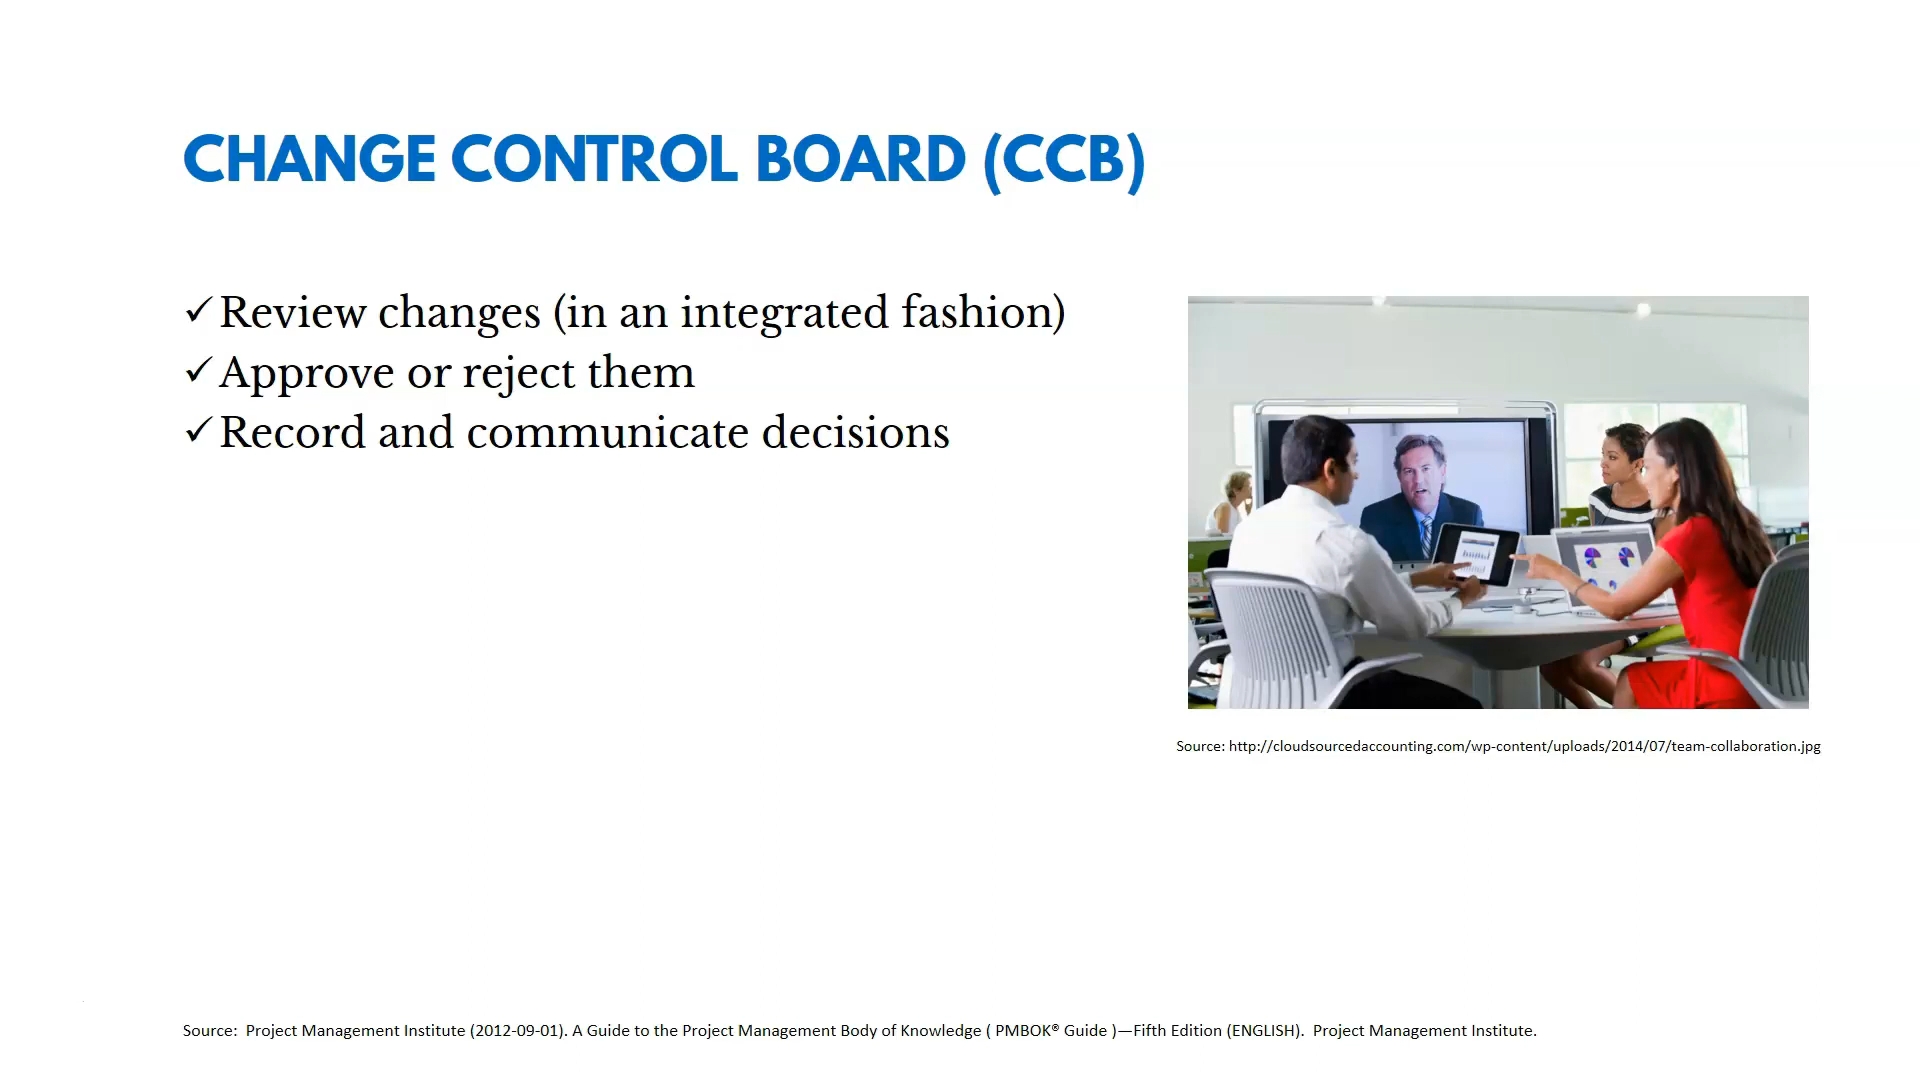 CHANGE CONTROL BOARD (CCB)
✓Review changes (in an integrated fashion)
✓Approve or reject them
✓Record and communicate decisions
Source: http://cloudsourcedaccounting.com/wp-content/uploads/2014/07/team-collaboration.jpg
Source:  Project Management Institute (2012-09-01). A Guide to the Project Management Body of Knowledge ( PMBOK® Guide )—Fifth Edition (ENGLISH).  Project Management Institute.